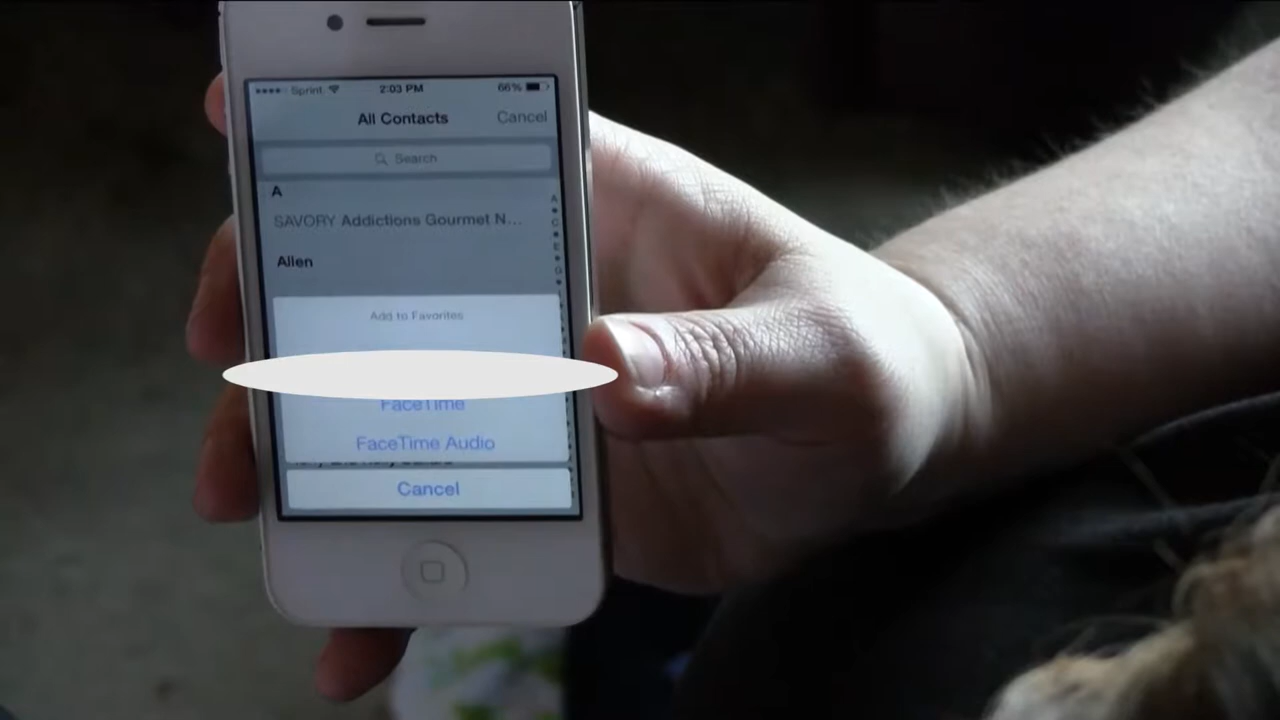 Sprint 2:03 PM 66%
All Contacts Cancel
Search
A
SAVORY Addictions Gourmet N...
Allen
A
C
E
G
Add to Favorites
FaceTime
FaceTime Audio
Cancel